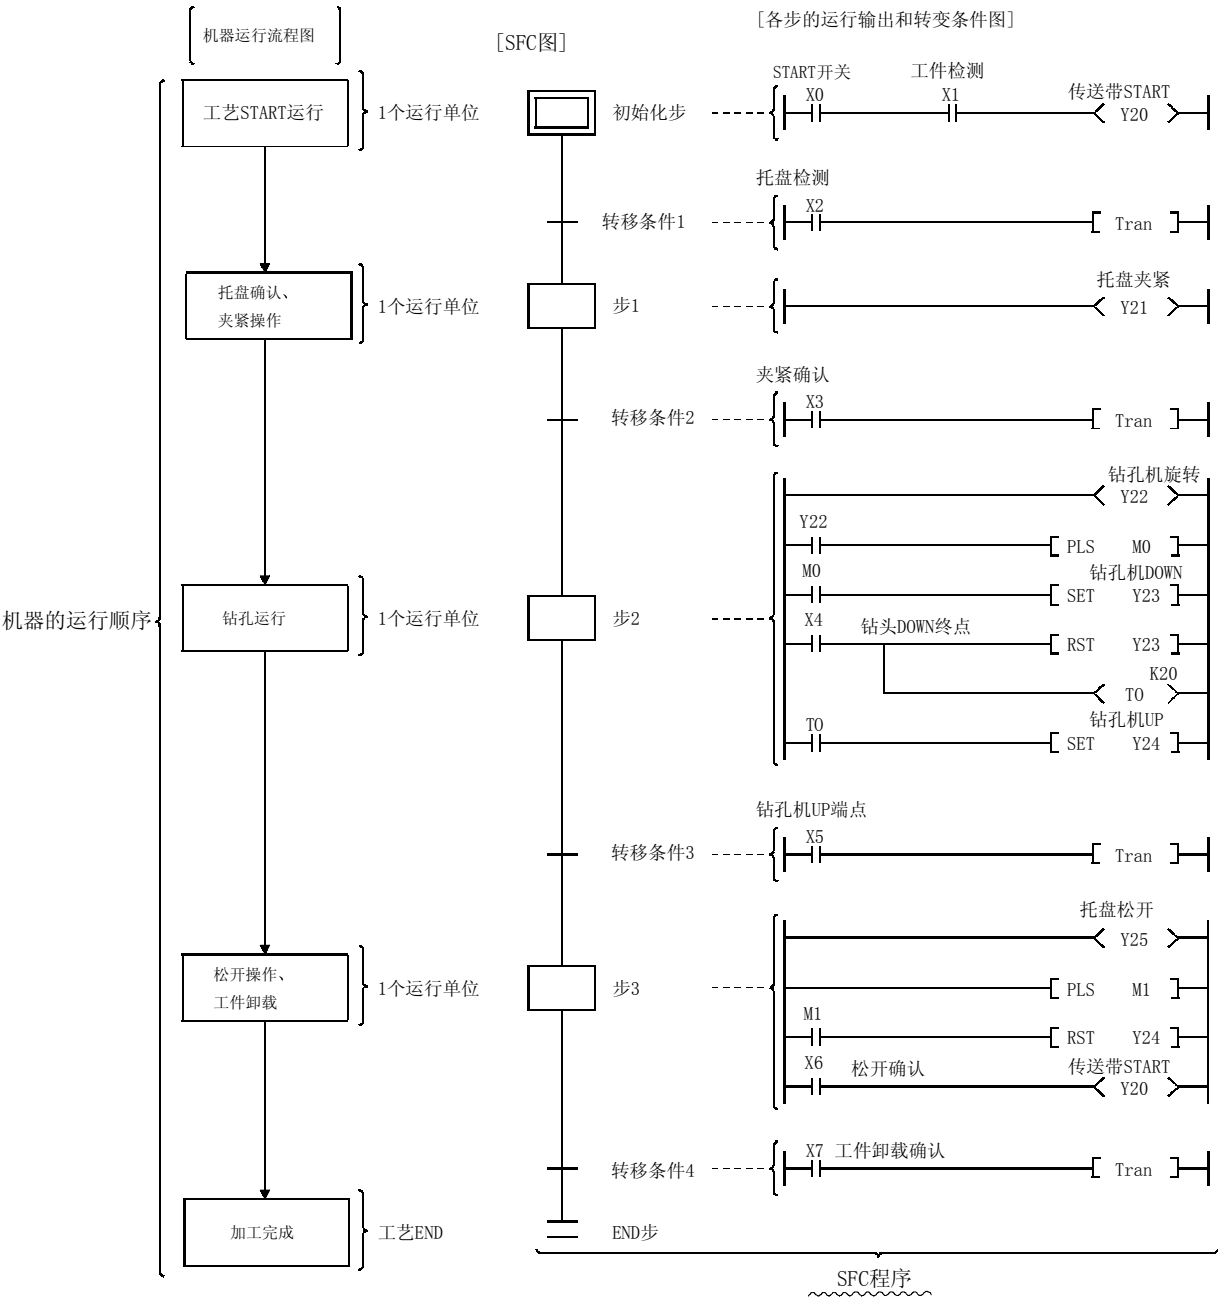 机器运行流程图
[SFC图]
[各步的运行输出和转变条件图]
START开关
工件检测
X0
X1
传送带START
Y20
工艺START运行
1个运行单位
初始化步
托盘检测
X2
转移条件1
Tran
托盘夹紧
托盘确认、
夹紧操作
1个运行单位
步1
Y21
夹紧确认
X3
转移条件2
Tran
钻孔机旋转
Y22
Y22
PLS M0
M0
钻孔机DOWN
SET Y23
机器的运行顺序
钻孔运行
1个运行单位
步2
X4
钻头DOWN终点
RST Y23
K20
T0
钻孔机UP
T0
SET Y24
钻孔机UP端点
X5
转移条件3
Tran
托盘松开
Y25
松开操作、
工件卸载
1个运行单位
步3
PLS M1
M1
RST Y24
X6
松开确认
传送带START
Y20
X7 工件卸载确认
转移条件4
Tran
加工完成
工艺END
END步
SFC程序